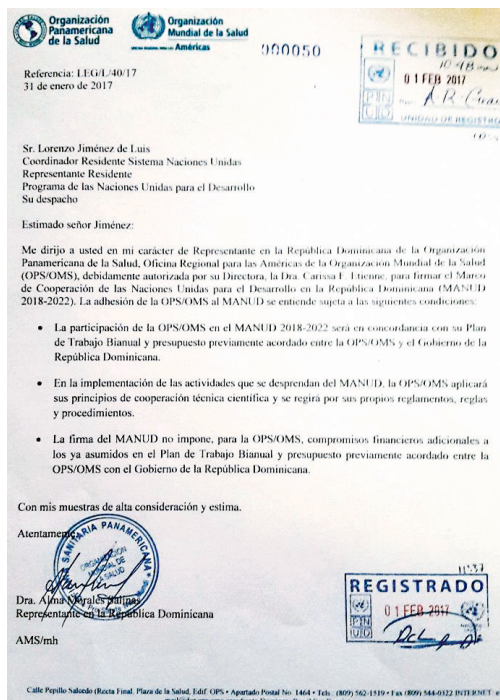 Organización
Panamericana
de la Salud
Organización
Mundial de la Salud
Américas
000050
RECIBIDO
01 FEB 2017
UNIDAD DE REGISTRO
Referencia: LEG/L/40/17
31 de enero de 2017
Sr. Lorenzo Jiménez de Luis
Coordinador Residente Sistema Naciones Unidas
Representante Residente
Programa de las Naciones Unidas para el Desarrollo
Su despacho
Estimado señor Jiménez:
Me dirijo a usted en mi carácter de Representante en la República Dominicana de la Organización
Panamericana de la Salud, Oficina Regional para las Américas de la Organización Mundial de la Salud
(OPS/OMS), debidamente autorizada por su Directora, la Dra. Carissa F. Etienne, para firmar el Marco
de Cooperación de las Naciones Unidas para el Desarrollo en la República Dominicana (MANUD
2018-2022). La adhesión de la OPS/OMS al MANUD se entiende sujeta a las siguientes condiciones:
• La participación de la OPS/OMS en el MANUD 2018-2022 será en concordancia con su Plan
de Trabajo Bianual y presupuesto previamente acordado entre la OPS/OMS y el Gobierno de la
República Dominicana.
• En la implementación de las actividades que se desprendan del MANUD, la OPS/OMS aplicará
sus principios de cooperación técnica científica y se regirá por sus propios reglamentos, reglas
y procedimientos.
• La firma del MANUD no impone, para la OPS/OMS, compromisos financieros adicionales a
los ya asumidos en el Plan de Trabajo Bianual y presupuesto previamente acordado entre la
OPS/OMS con el Gobierno de la República Dominicana.
Con mis muestras de alta consideración y estima.
Atentamente,
SANITARIA PANAMERICANA
ORGANIZACION
MUNDIAL DE
LA SALUD
Dra. Alma Morales Salinas
Representante en la República Dominicana
AMS/mh
11:37
REGISTRADO
01 FEB 2017
Calle Pepillo Salcedo (Recta Final, Plaza de la Salud, Edif. OPS • Apartado Postal No. 1464 • Tels. (809) 562-1519 • Fax (809) 544-0322 INTERNET